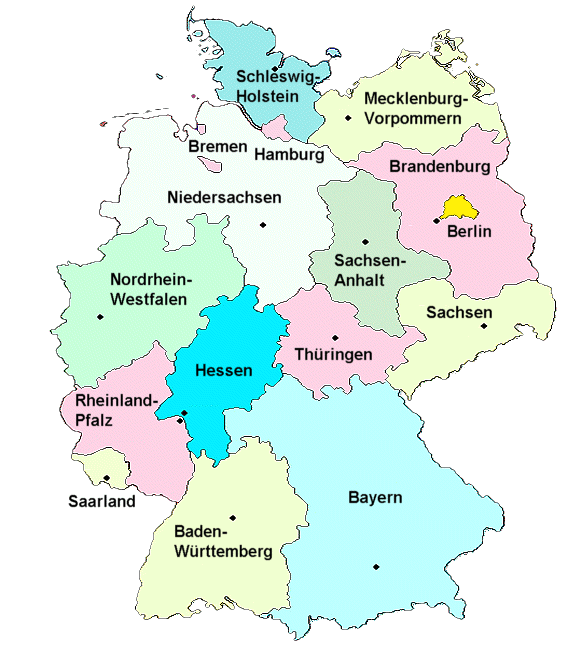 Schleswig-
Holstein
Mecklenburg-
Vorpommern
Bremen
Hamburg
Brandenburg
Niedersachsen
Berlin
Sachsen-
Anhalt
Nordrhein-
Westfalen
Sachsen
Thüringen
Hessen
Rheinland-
Pfalz
Saarland
Bayern
Baden-
Württemberg